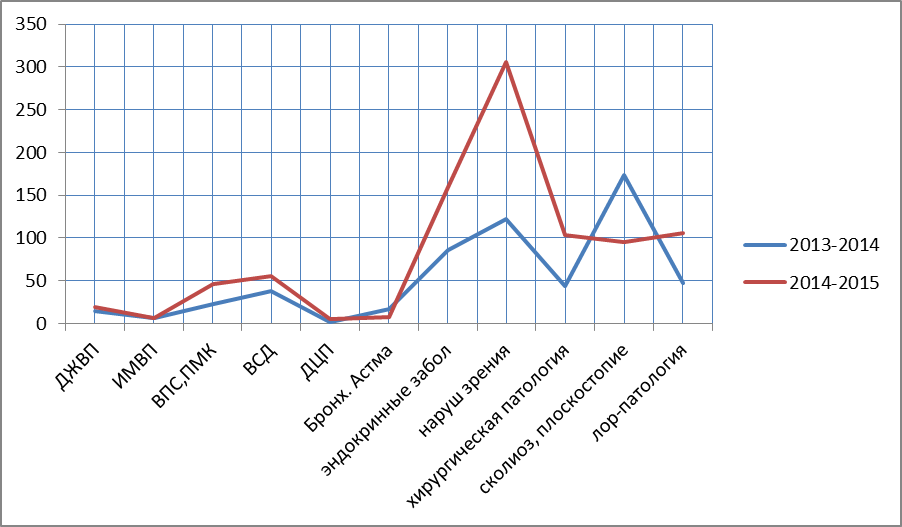 350
300
250
200
150
100
50
0
ДЖВП
ИМВП
ВПС,ПМК
ВСД
ДЦП
Бронх. Астма
эндокринные забол
наруш зрения
хирургическая патология
сколиоз, плоскостопие
лор-патология
2013-2014
2014-2015